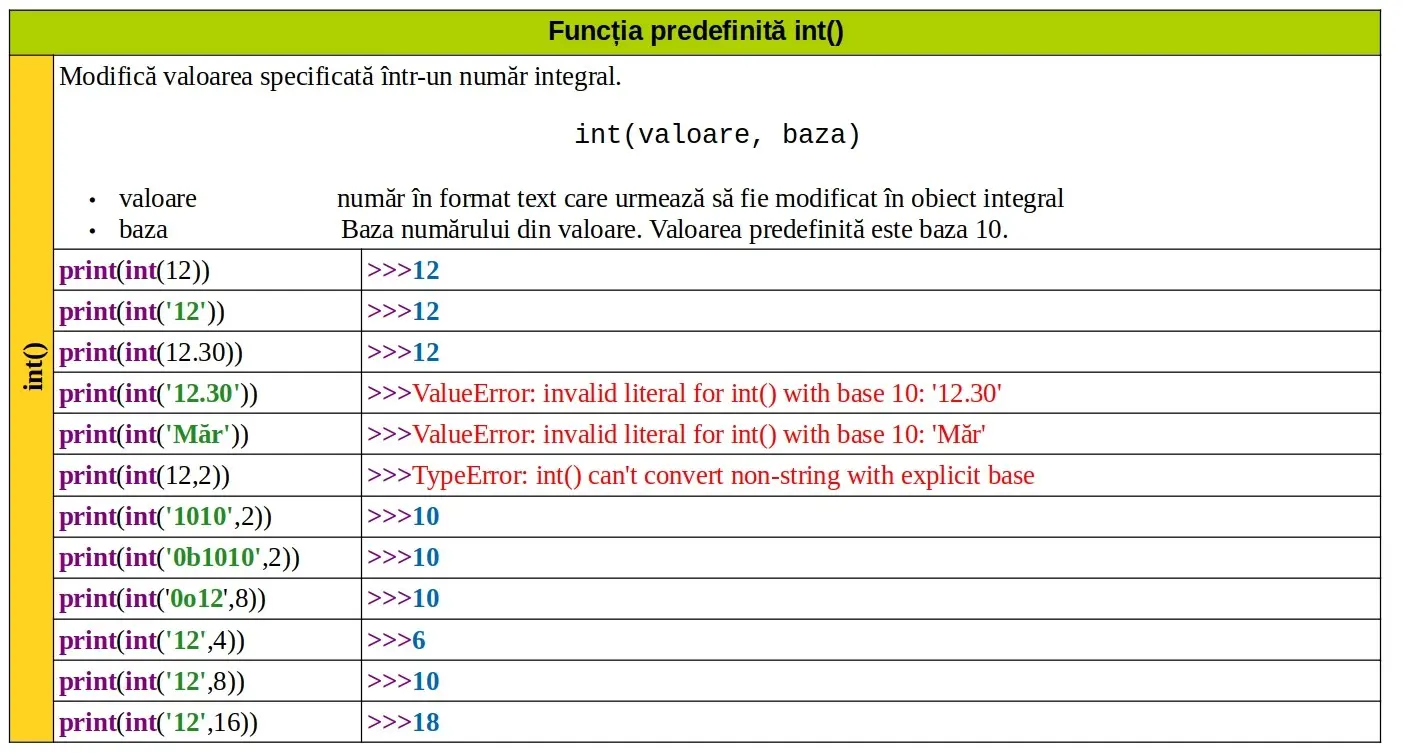 Funcția predefinită int()
int()
Modifică valoarea specificată într-un număr integral.
int(valoare, baza)
• valoare număr în format text care urmează să fie modificat în obiect integral
• baza Baza numărului din valoare. Valoarea predefinită este baza 10.
print(int(12)) >>>12
print(int('12')) >>>12
print(int(12.30)) >>>12
print(int('12.30')) >>>ValueError: invalid literal for int() with base 10: '12.30'
print(int('Măr')) >>>ValueError: invalid literal for int() with base 10: 'Măr'
print(int(12,2)) >>>TypeError: int() can't convert non-string with explicit base
print(int('1010',2)) >>>10
print(int('0b1010',2)) >>>10
print(int('0o12',8)) >>>10
print(int('12',4)) >>>6
print(int('12',8)) >>>10
print(int('12',16)) >>>18